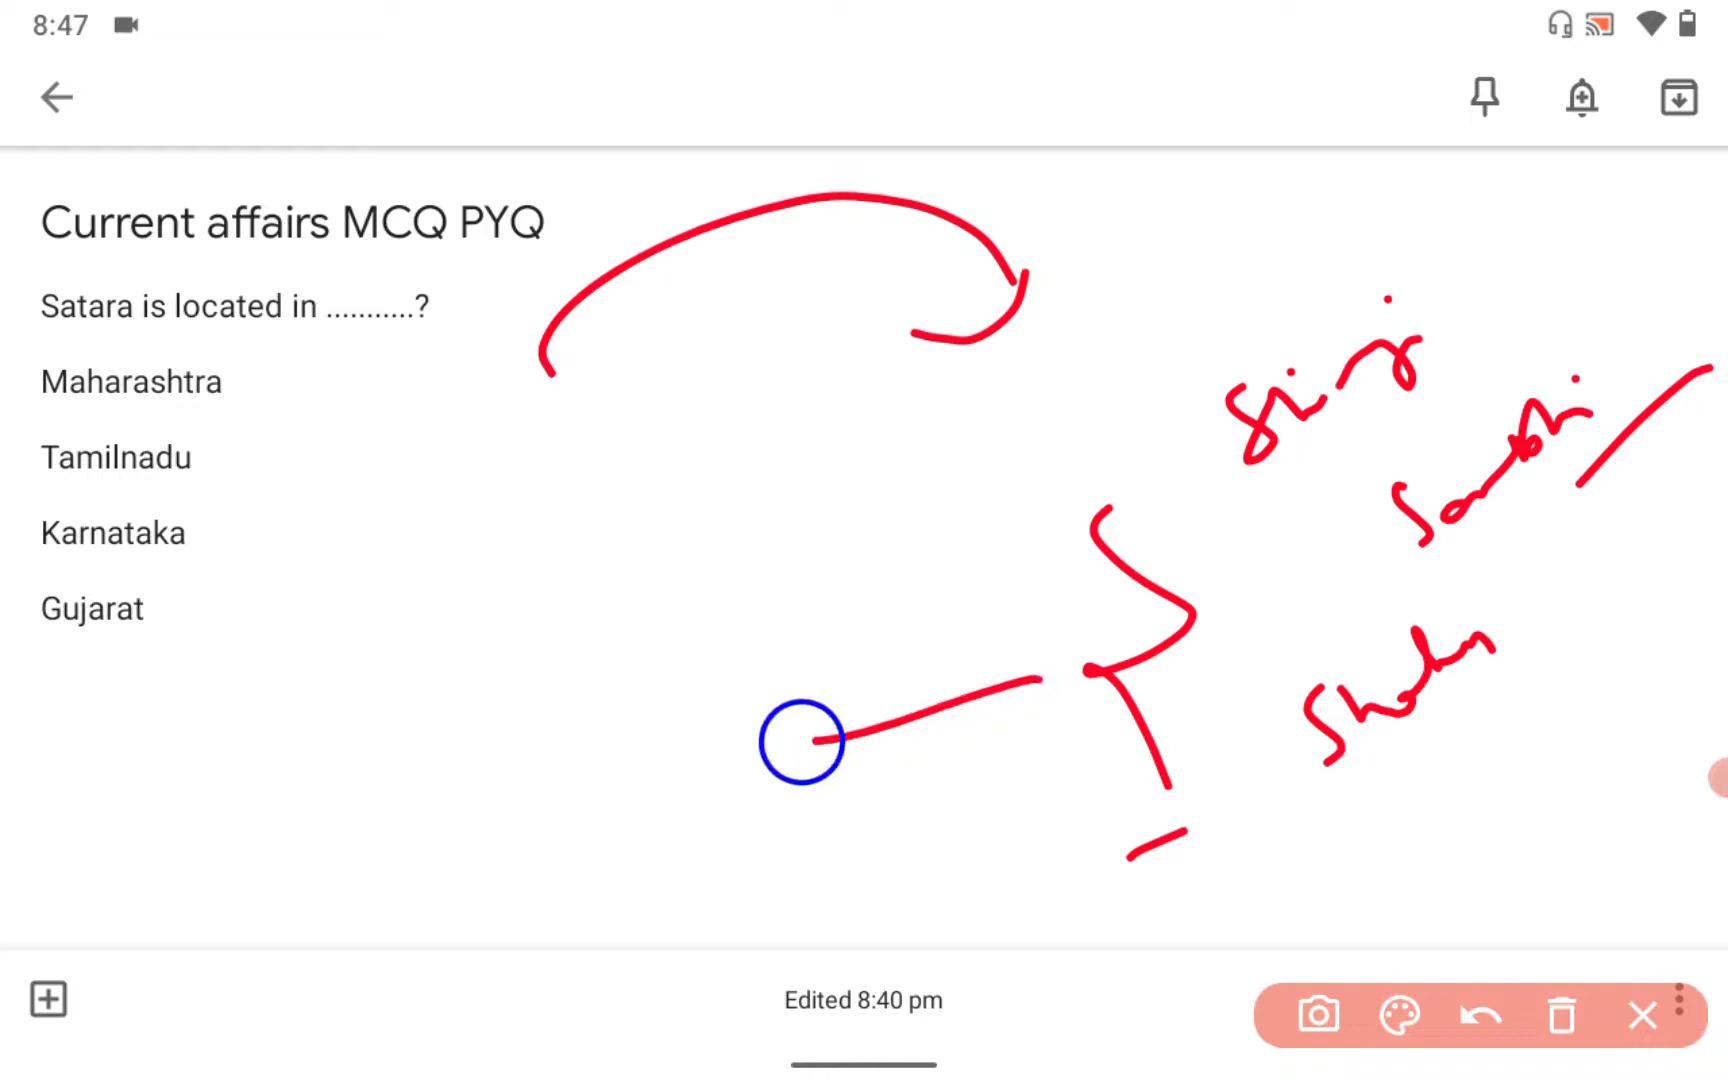 8:47
Current affairs MCQ PYQ
Satara is located in ...........?
Maharashtra
Tamilnadu
Karnataka
Gujarat
Edited 8:40 pm